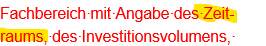 Fachbereich mit Angabe des Zeit-
raums, des Investitionsvolumens,